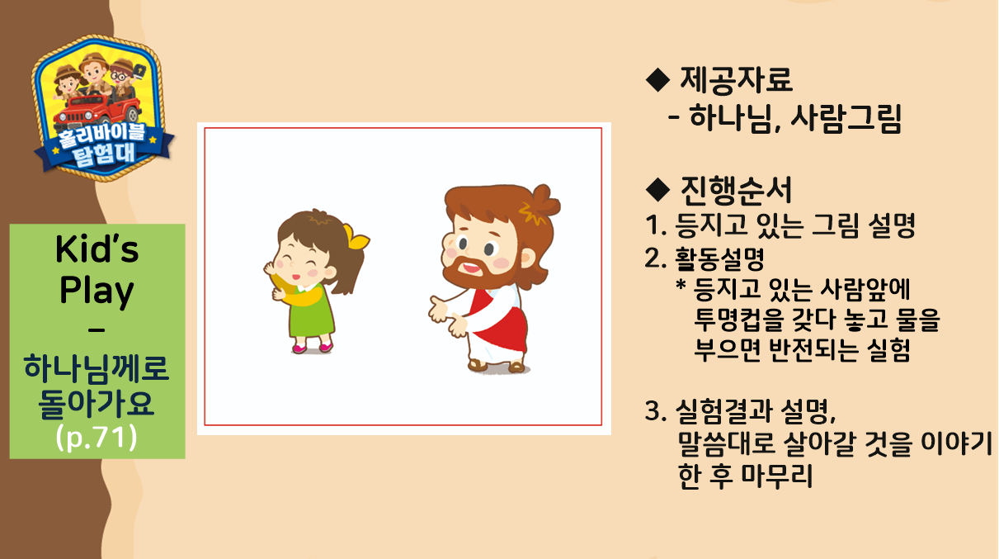 홀리바이블
탐험대
Kid's
Play
–
하나님께로
돌아가요
(p.71)
◆ 제공자료
- 하나님, 사람그림
◆ 진행순서
1. 등지고 있는 그림 설명
2. 활동설명
* 등지고 있는 사람앞에
투명컵을 갖다 놓고 물을
부으면 반전되는 실험
3. 실험결과 설명,
말씀대로 살아갈 것을 이야기
한 후 마무리